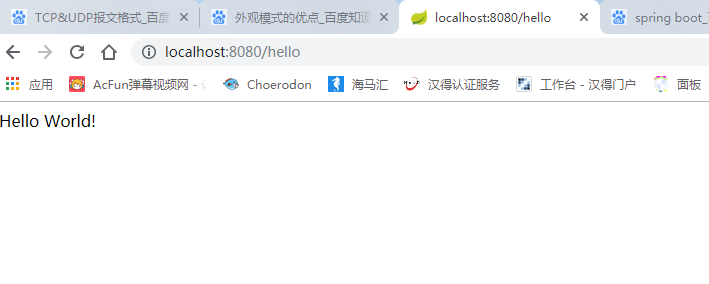 TCP&UDP报文格式_百度 外观模式的优点_百度知道 localhost:8080/hello spring boot_
localhost:8080/hello
应用 AcFun弹幕视频网 - Choerodon 海马汇 汉得认证服务 工作台 - 汉得门户 面板
Hello World!